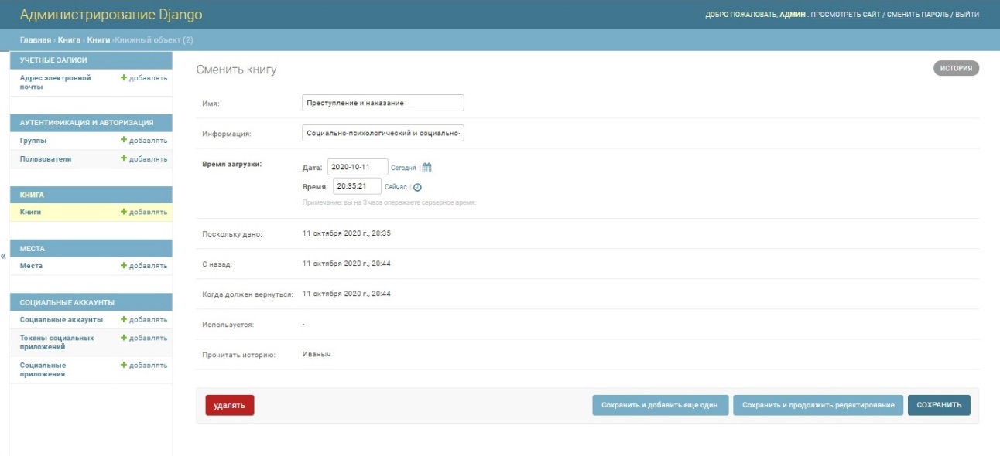 Администрирование Django
ДОБРО ПОЖАЛОВАТЬ, АДМИН . ПРОСМОТРЕТЬ САЙТ / СМЕНИТЬ ПАРОЛЬ / ВЫЙТИ
Главная › Книга › Книги ›Книжный объект (2)
УЧЕТНЫЕ ЗАПИСИ
Адрес электронной
почты
+ добавлять
АУТЕНТИФИКАЦИЯ И АВТОРИЗАЦИЯ
Группы + добавлять
Пользователи + добавлять
КНИГА
Книги + добавлять
МЕСТА
«
Места + добавлять
СОЦИАЛЬНЫЕ АККАУНТЫ
Социальные аккаунты + добавлять
Токены социальных
приложений
+ добавлять
Социальные
приложения
+ добавлять
Сменить книгу
ИСТОРИЯ
Имя: Преступление и наказание
Информация: Социально-психологический и социально-
Время загрузки: Дата: 2020-10-11 Сегодня |
Время: 20:35:21 Сейчас |
Примечание: вы на 3 часа опережаете серверное время.
Поскольку дано: 11 октября 2020 г., 20:35
С назад: 11 октября 2020 г., 20:44
Когда должен вернуться: 11 октября 2020 г., 20:44
Используется: -
Прочитать историю: Иваныч
удалять
Сохранить и добавить еще один
Сохранить и продолжить редактирование
СОХРАНИТЬ